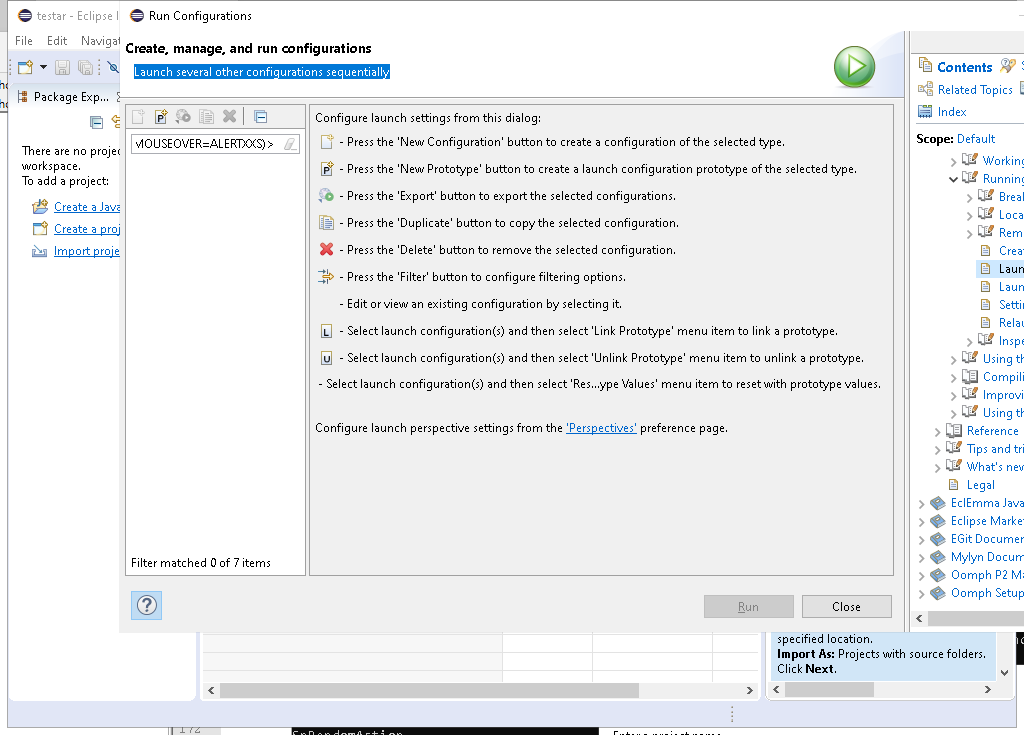 testar - Eclipse I
Run Configurations
File Edit Navigat
Create, manage, and run configurations
Launch several other configurations sequentially
Package Exp...
There are no projec
workspace.
To add a project:
Create a Java
Create a proj
Import proje
MOUSEOVER=ALERTXXS)>
Filter matched 0 of 7 items
Configure launch settings from this dialog:
- Press the 'New Configuration' button to create a configuration of the selected type.
- Press the 'New Prototype' button to create a launch configuration prototype of the selected type.
- Press the 'Export' button to export the selected configurations.
- Press the 'Duplicate' button to copy the selected configuration.
- Press the 'Delete' button to remove the selected configuration.
- Press the 'Filter' button to configure filtering options.
- Edit or view an existing configuration by selecting it.
L - Select launch configuration(s) and then select 'Link Prototype' menu item to link a prototype.
U - Select launch configuration(s) and then select 'Unlink Prototype' menu item to unlink a prototype.
- Select launch configuration(s) and then select 'Res...ype Values' menu item to reset with prototype values.
Configure launch perspective settings from the 'Perspectives' preference page.
Run
Close
Contents
Related Topics
Index
Scope: Default
Working
Running
Break
Loca
Rem
Crea
Laun
Laun
Setti
Relau
Inspe
Using th
Compili
Improvi
Using th
Reference
Tips and tri
What's new
Legal
EclEmma Java
Eclipse Marke
EGit Documen
Mylyn Docum
Oomph P2 Ma
Oomph Setup
specified location.
Import As: Projects with source folders.
Click Next.
172